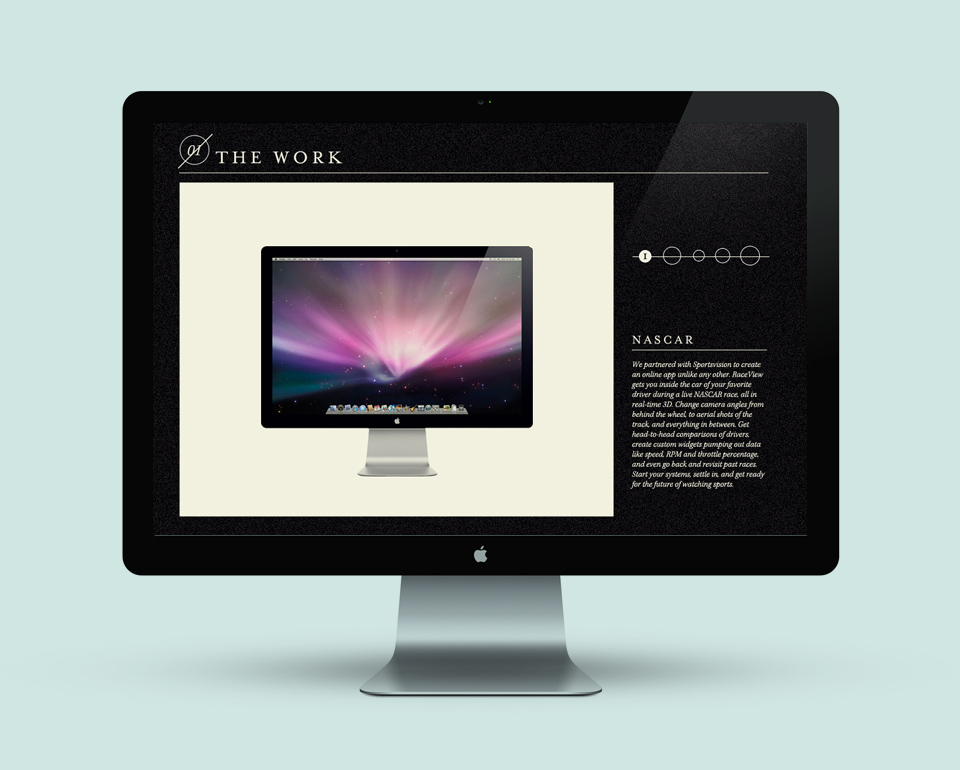 01
THE WORK
1
NASCAR
We partnered with Sportsvision to create
an online app unlike any other. RaceView
gets you inside the car of your favorite
driver during a live NASCAR race, all in
real-time 3D. Change camera angles from
behind the wheel, to aerial shots of the
track, and everything in between. Get
head-to-head comparisons of drivers,
create custom widgets pumping out data
like speed, RPM and throttle percentage,
and even go back and revisit past races.
Start your systems, settle in, and get ready
for the future of watching sports.